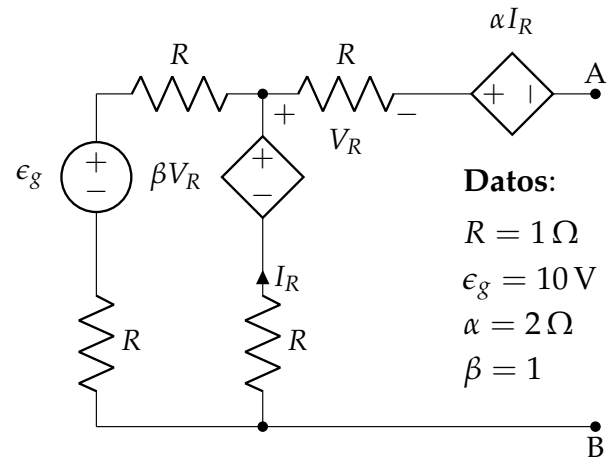 αI_R
R
R
A
+
−
+
−
V_R
ϵ_g
+
−
βV_R
+
−
Datos:
R = 1 Ω
ϵ_g = 10 V
α = 2 Ω
β = 1
I_R
R
R
B